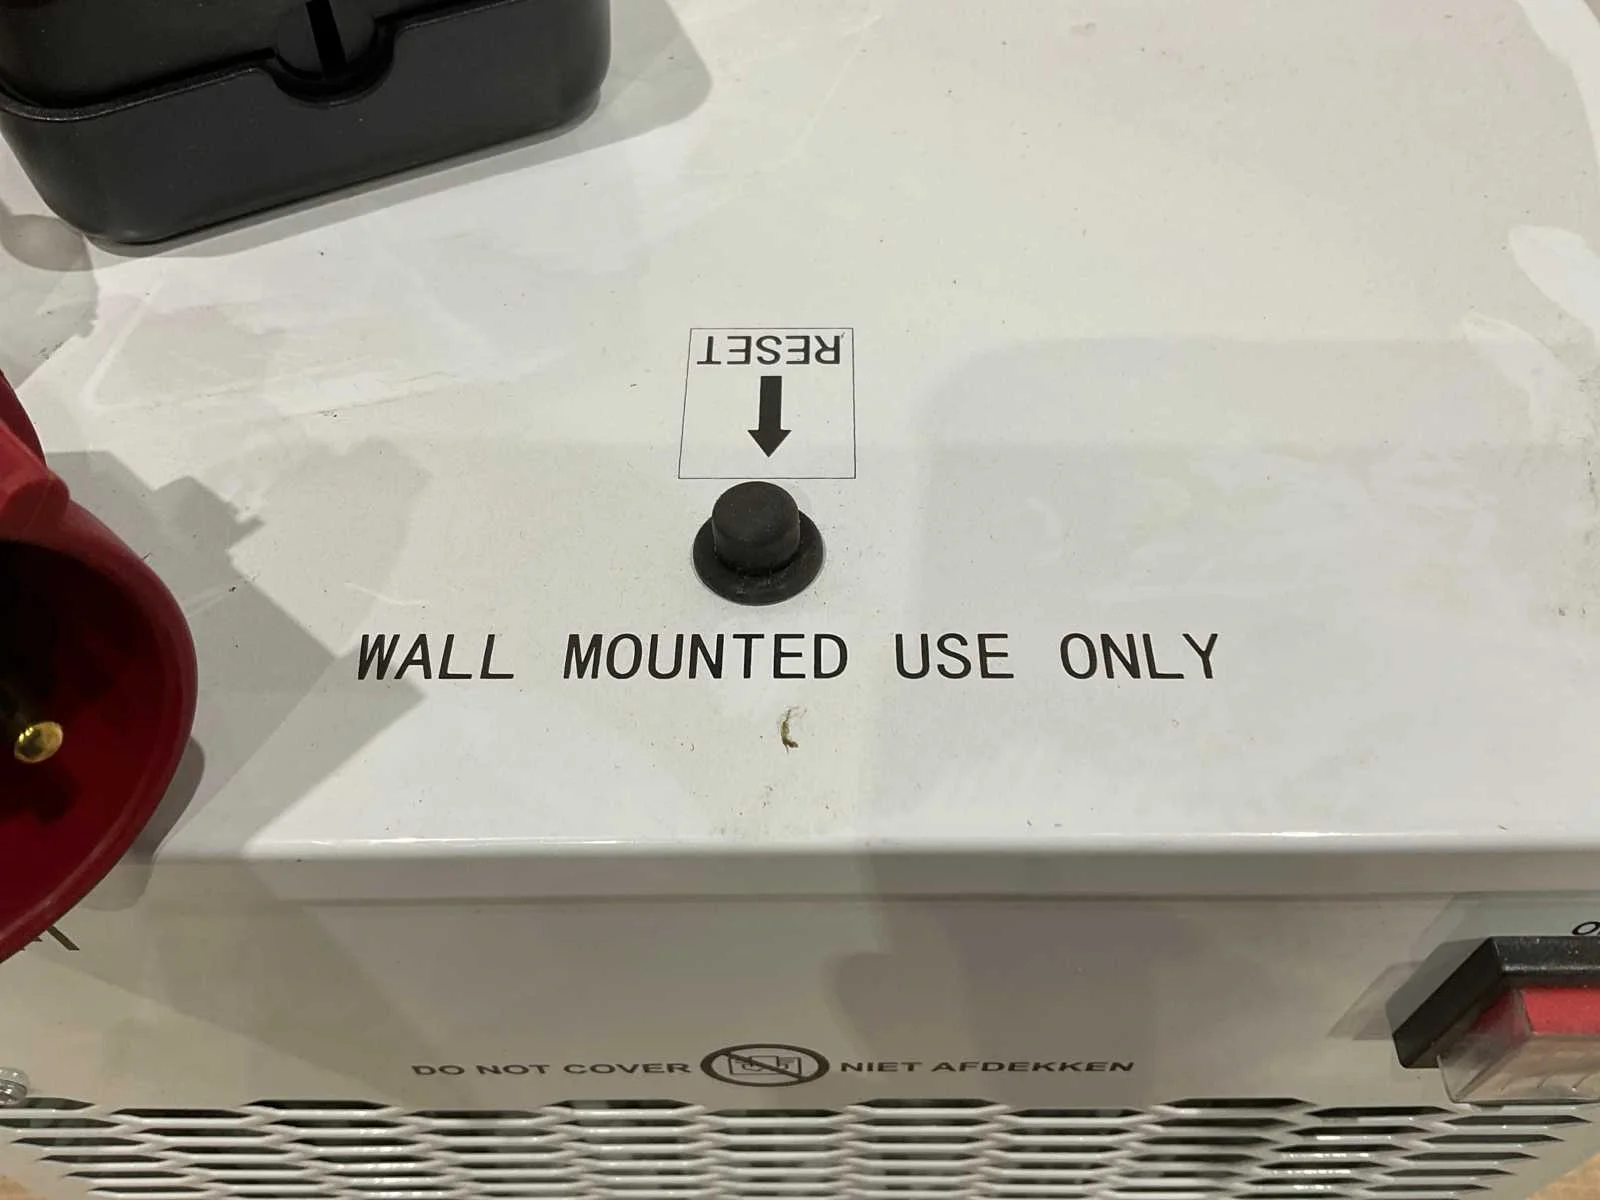 RESET
WALL MOUNTED USE ONLY
DO NOT COVER NIET AFDEKKEN